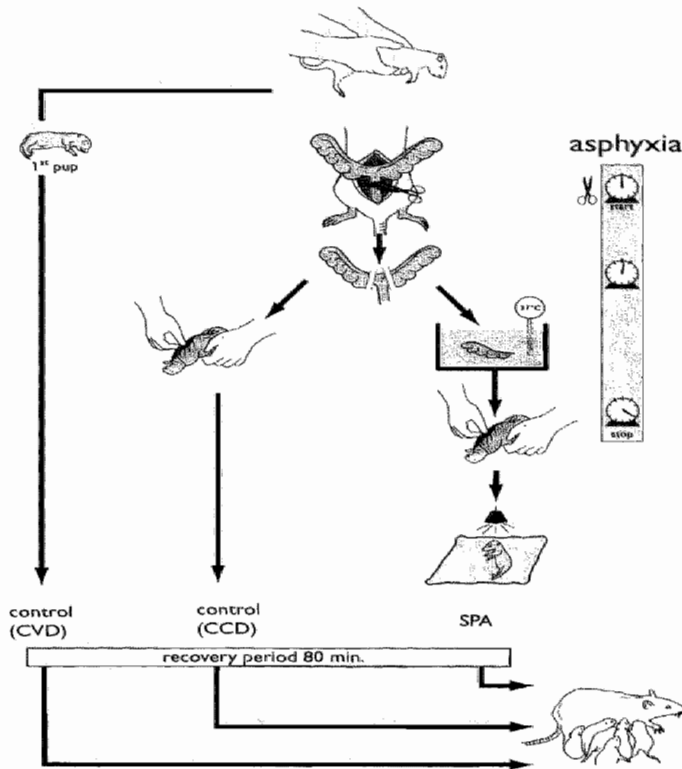 1st pup
asphyxia
start
37°C
stop
control
(CVD)
control
(CCD)
SPA
recovery period 80 min.